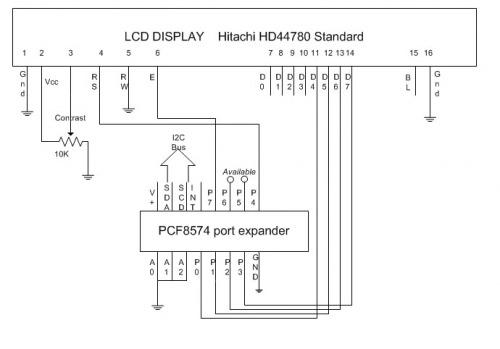 LCD DISPLAY Hitachi HD44780 Standard
1 2 3 4 5 6 7 8 9 10 11 12 13 14 15 16
Gnd Vcc RS RW E D0 D1 D2 D3 D4 D5 D6 D7 BL Gnd
Contrast
10K
I2C
Bus
Available
V+ SDA SCD INT P7 P6 P5 P4
PCF8574 port expander
A0 A1 A2 P0 P1 P2 P3 GND